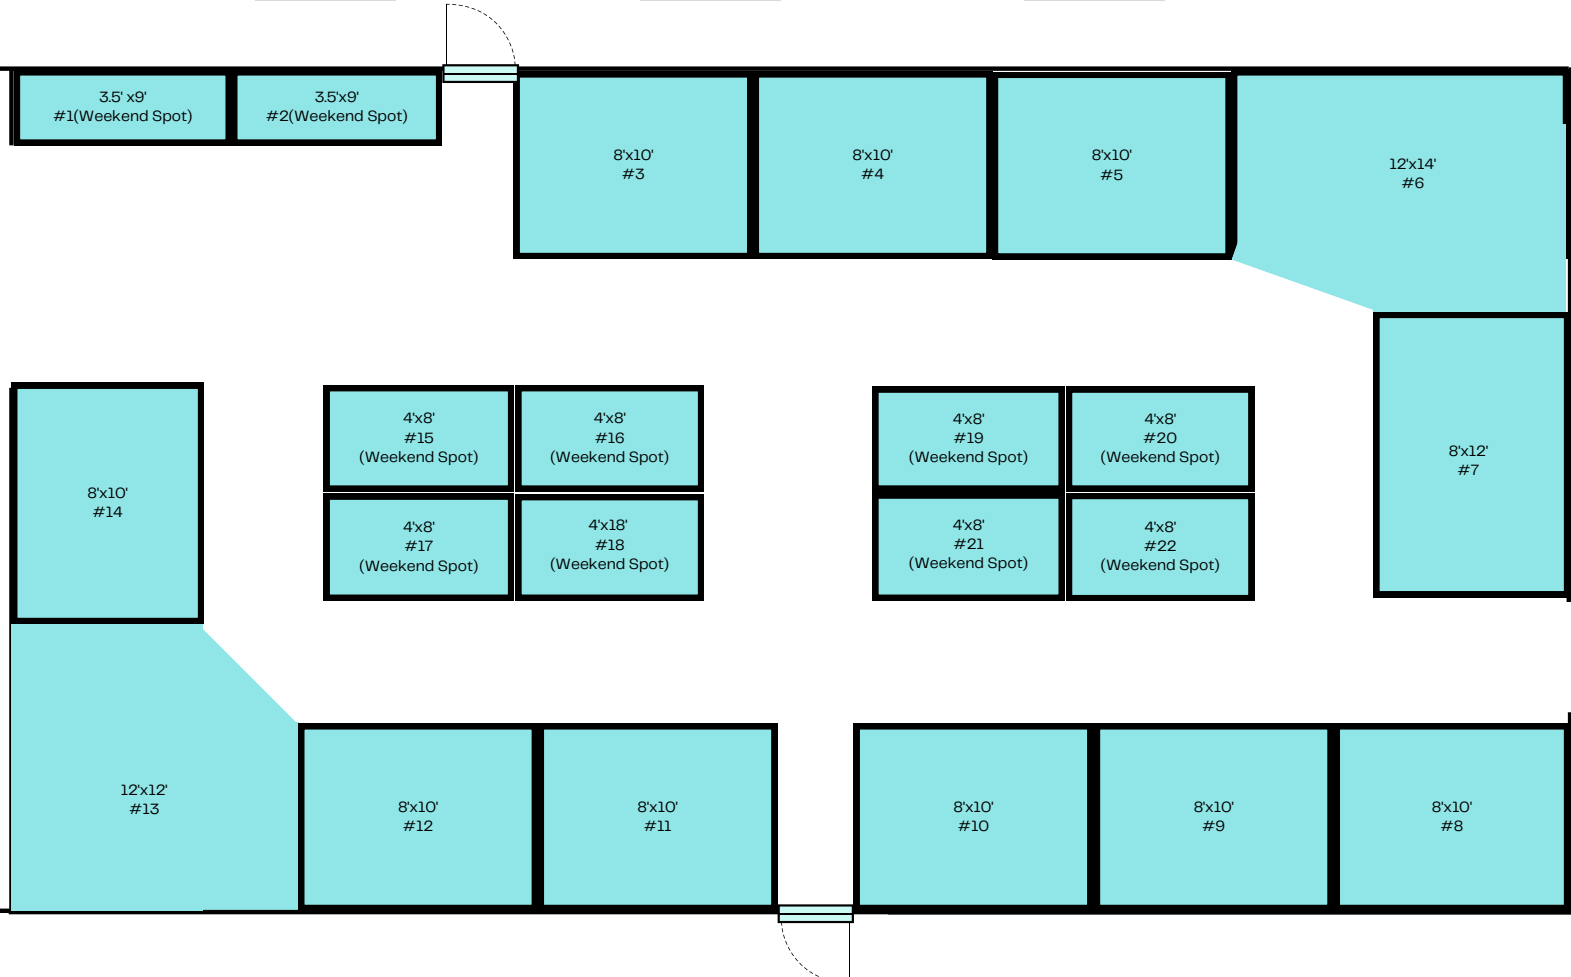 3.5' x9'
#1(Weekend Spot)
3.5'x9'
#2(Weekend Spot)
8'x10'
#3
8'x10'
#4
8'x10'
#5
12'x14'
#6
8'x12'
#7
8'x10'
#14
4'x8'
#15
(Weekend Spot)
4'x8'
#16
(Weekend Spot)
4'x8'
#17
(Weekend Spot)
4'x18'
#18
(Weekend Spot)
4'x8'
#19
(Weekend Spot)
4'x8'
#20
(Weekend Spot)
4'x8'
#21
(Weekend Spot)
4'x8'
#22
(Weekend Spot)
12'x12'
#13
8'x10'
#12
8'x10'
#11
8'x10'
#10
8'x10'
#9
8'x10'
#8